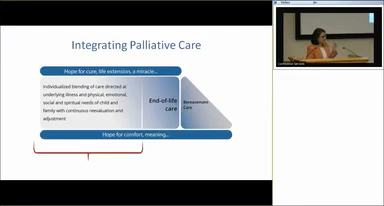 Integrating Palliative Care
Hope for cure, life extension, a miracle...
Individualized blending of care directed at
underlying illness and physical, emotional,
social and spiritual needs of child and
family with continuous reevaluation and
adjustment
End-of-life
care
Bereavement
Care
Hope for comfort, meaning...
Conference Services